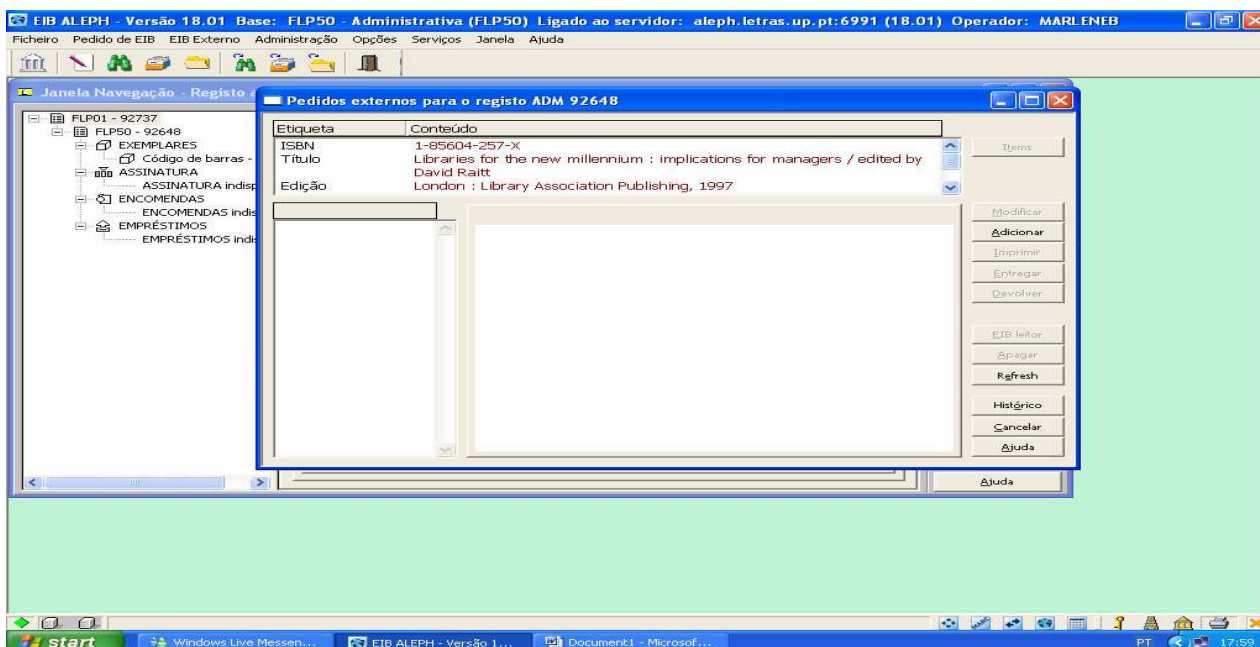 EIB ALEPH - Versão 18.01 Base: FLP50 - Administrativa (FLP50) Ligado ao servidor: aleph.letras.up.pt:6991 (18.01) Operador: MARLENEB
Ficheiro Pedido de EIB EIB Externo Administração Opções Serviços Janela Ajuda
Janela Navegação - Registo
Pedidos externos para o registo ADM 92648
FLP01 - 92737
FLP50 - 92648
EXEMPLARES
Código de barras -
ASSINATURA
ASSINATURA indisp
ENCOMENDAS
ENCOMENDAS indis
EMPRÉSTIMOS
EMPRÉSTIMOS indi
Etiqueta Conteúdo
ISBN 1-85604-257-X
Título Libraries for the new millennium : implications for managers / edited by
David Raitt
Edição London : Library Association Publishing, 1997
Items
Modificar
Adicionar
Imprimir
Entregar
Devolver
EIB leitor
Apagar
Refresh
Histórico
Cancelar
Ajuda
Ajuda
start Windows Live Messen... EIB ALEPH - Versão 1... Document1 - Microsof... PT 17:59